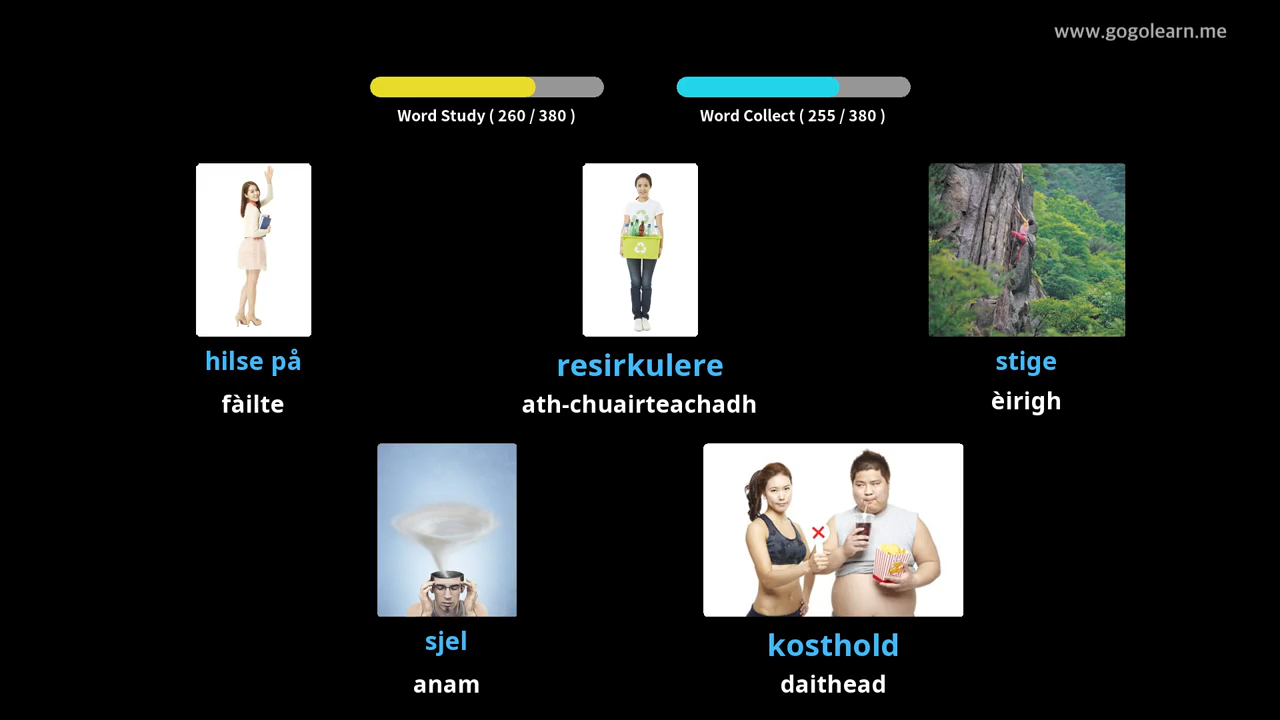 www.gogolearn.me
Word Study ( 260 / 380 )
Word Collect ( 255 / 380 )
hilse på
fàilte
resirkulere
ath-chuairteachadh
stige
èirigh
sjel
anam
kosthold
daithead